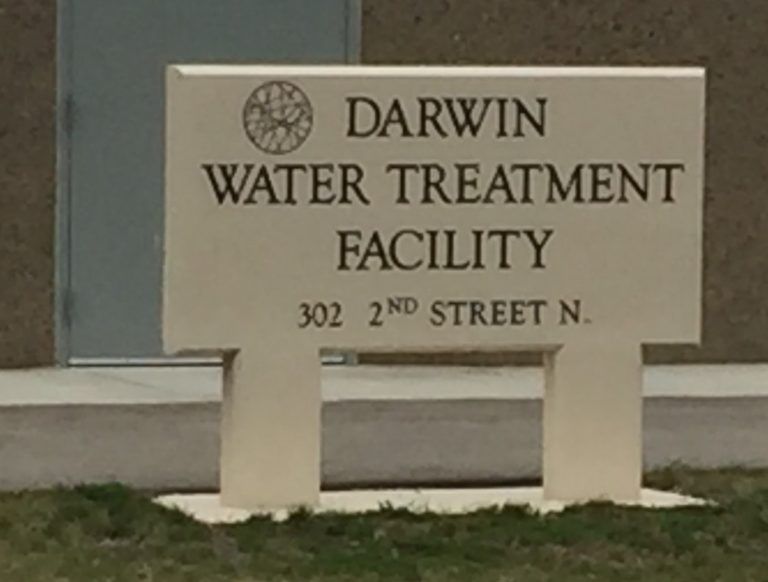 DARWIN
WATER TREATMENT
FACILITY
302 2ND STREET N.